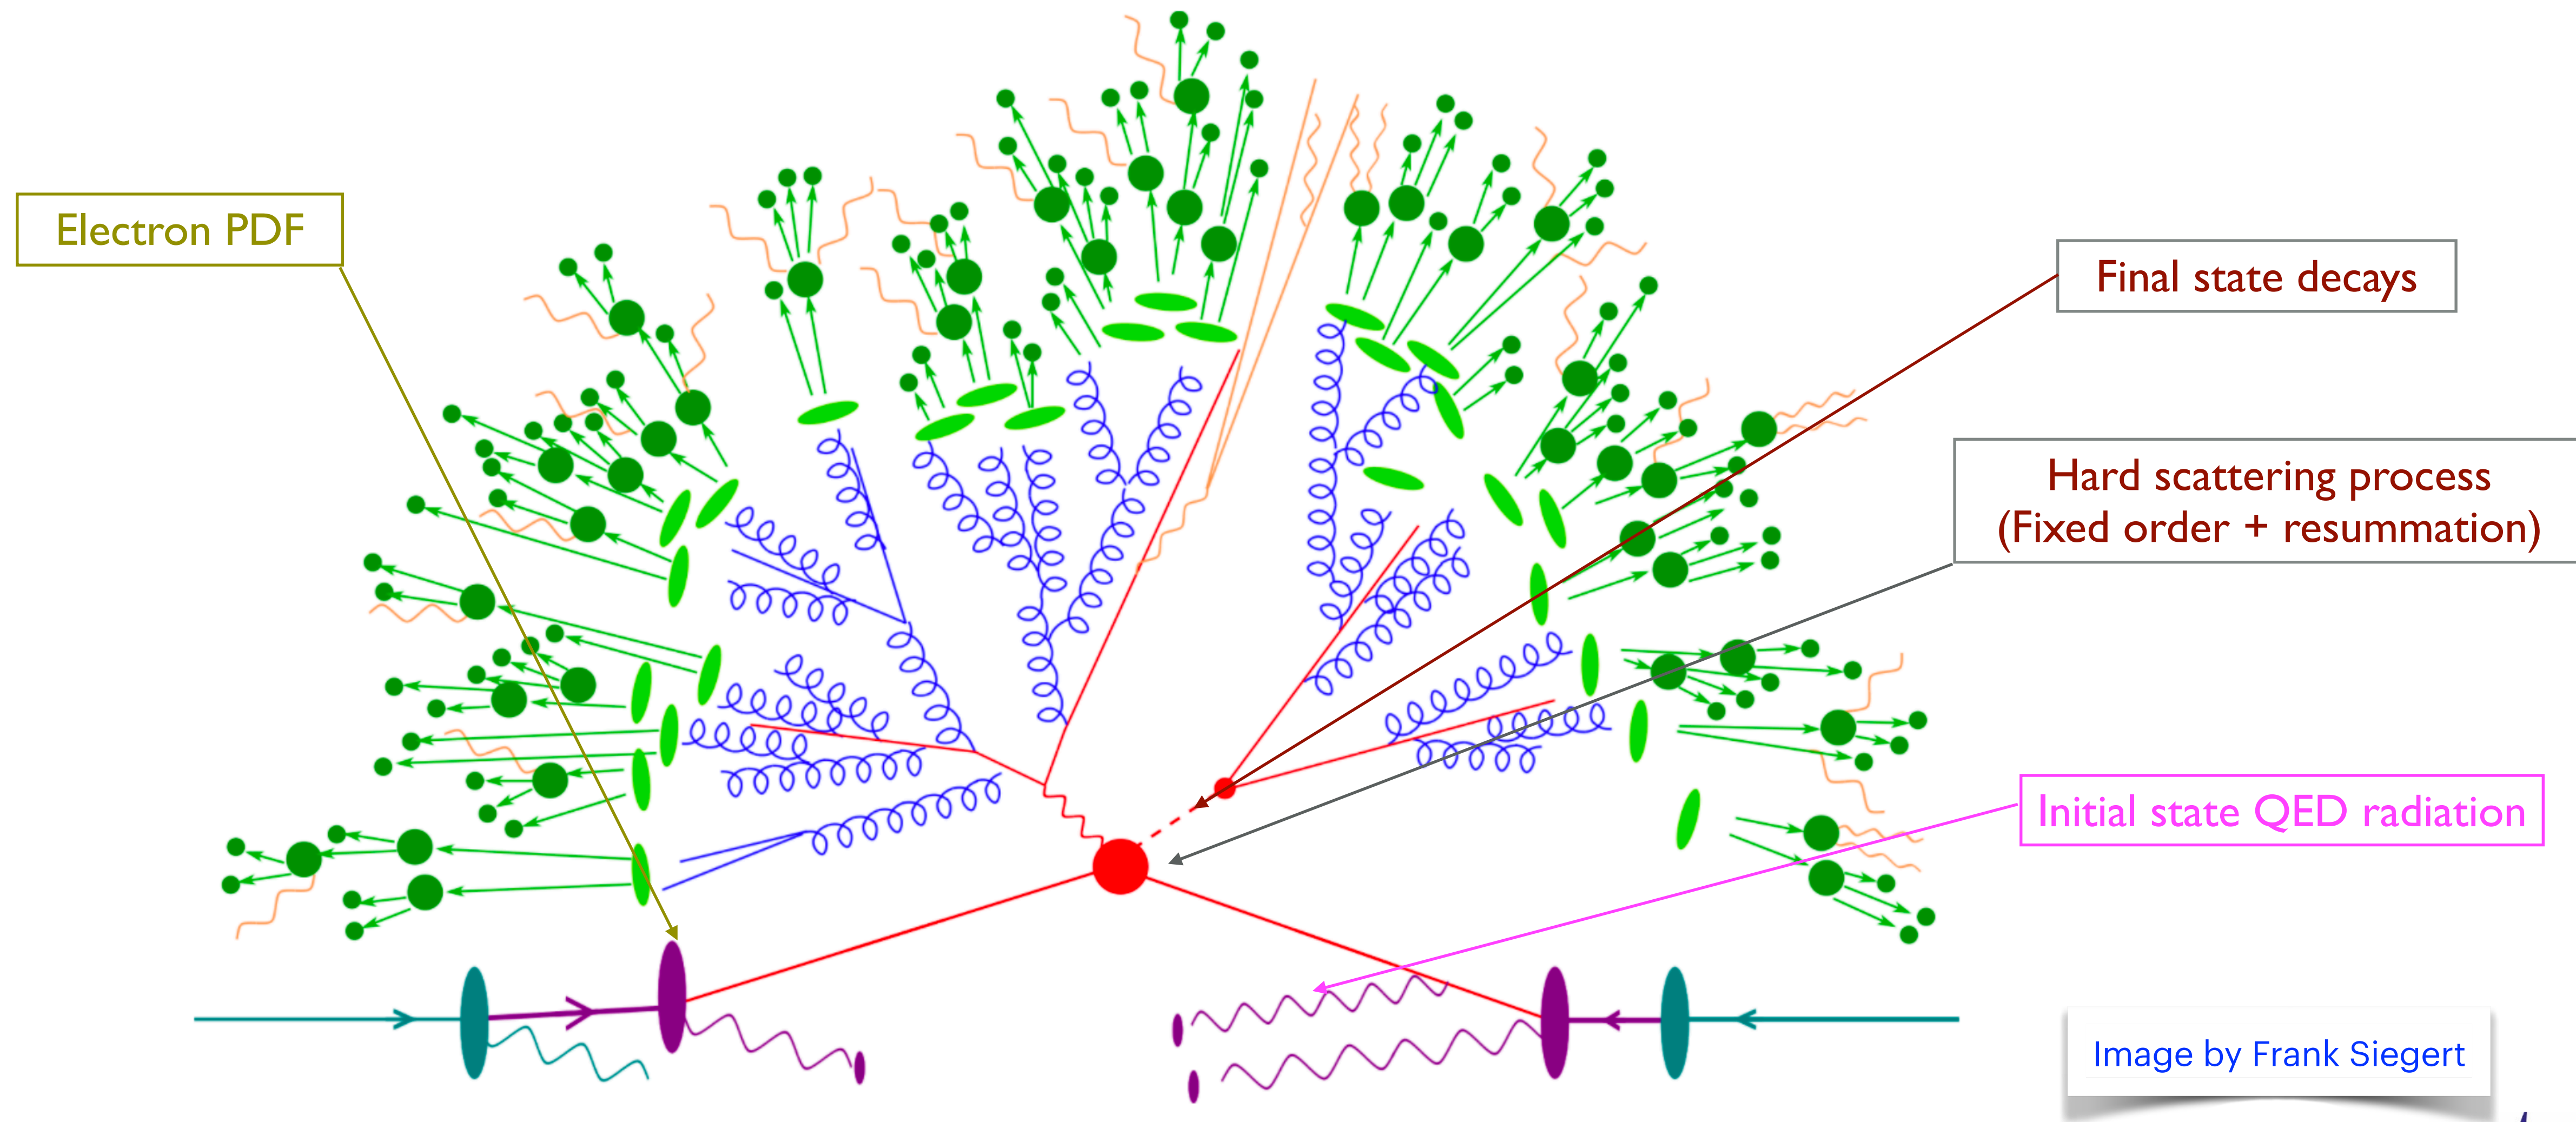 Electron PDF
Final state decays
Hard scattering process
(Fixed order + resummation)
Initial state QED radiation
Image by Frank Siegert